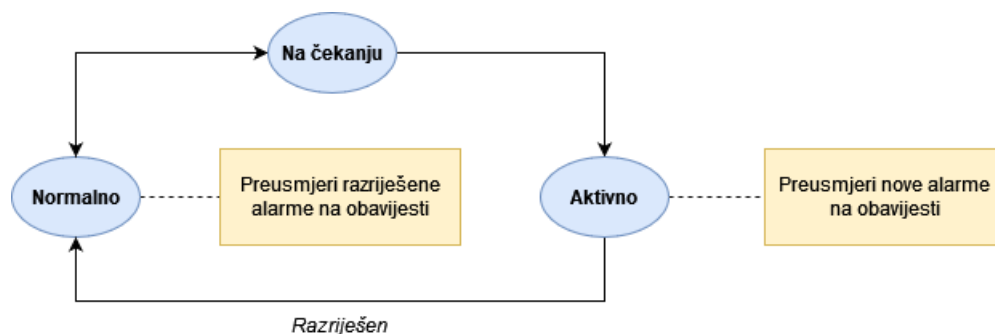 Na čekanju
Normalno
Preusmjeri razriješene
alarme na obavijesti
Aktivno
Preusmjeri nove alarme
na obavijesti
Razriješen